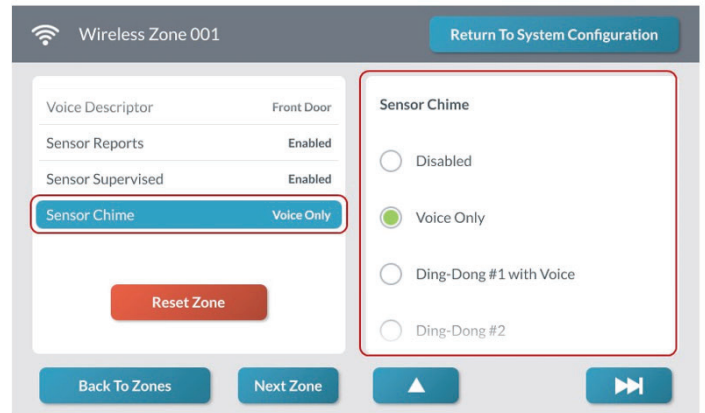 Wireless Zone 001
Return To System Configuration
Voice Descriptor Front Door
Sensor Reports Enabled
Sensor Supervised Enabled
Sensor Chime Voice Only
Reset Zone
Sensor Chime
Disabled
Voice Only
Ding-Dong #1 with Voice
Ding-Dong #2
Back To Zones
Next Zone